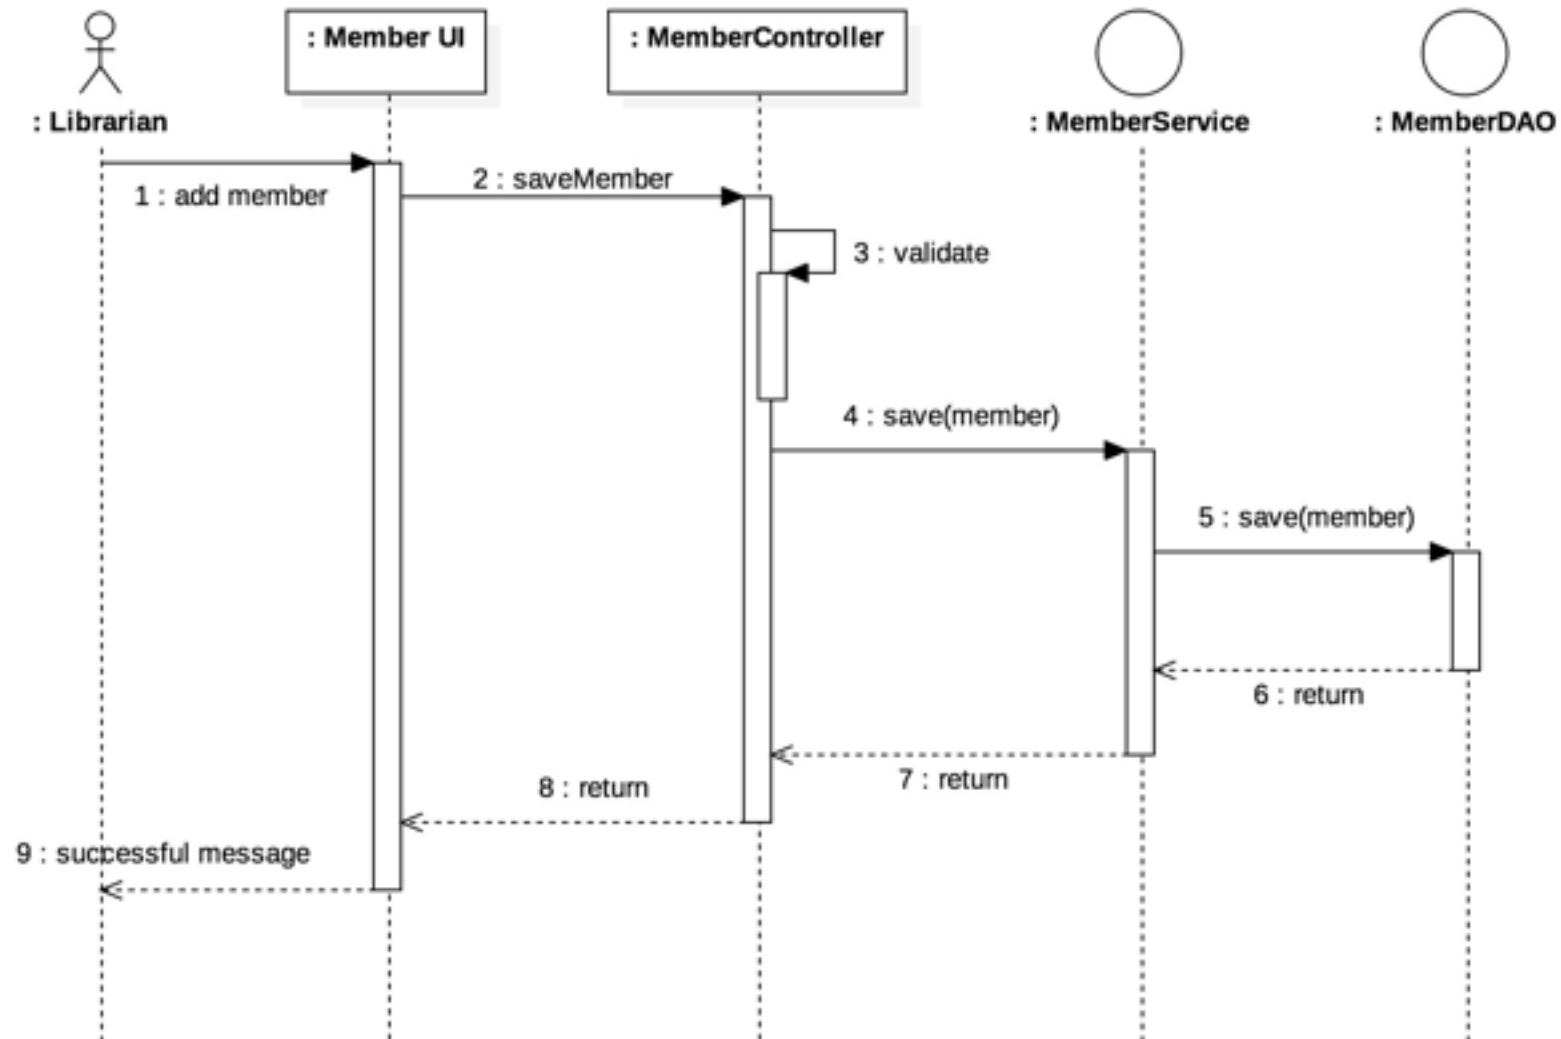 : Member UI
: MemberController
: Librarian
: MemberService
: MemberDAO
1 : add member
2 : saveMember
3 : validate
4 : save(member)
5 : save(member)
6 : return
7 : return
8 : return
9 : successful message